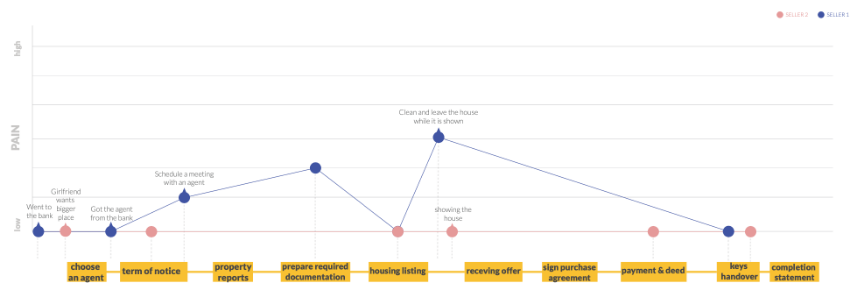 SELLER 2
SELLER 1
high
PAIN
low
Clean and leave the house
while it is shown
Schedule a meeting
with an agent
Girlfriend
wants
bigger
place
Went to
the bank
Got the agent
from the bank
showing the
house
choose
an agent
term of notice
property
reports
prepare required
documentation
housing listing
receving offer
sign purchase
agreement
payment & deed
keys
handover
completion
statement